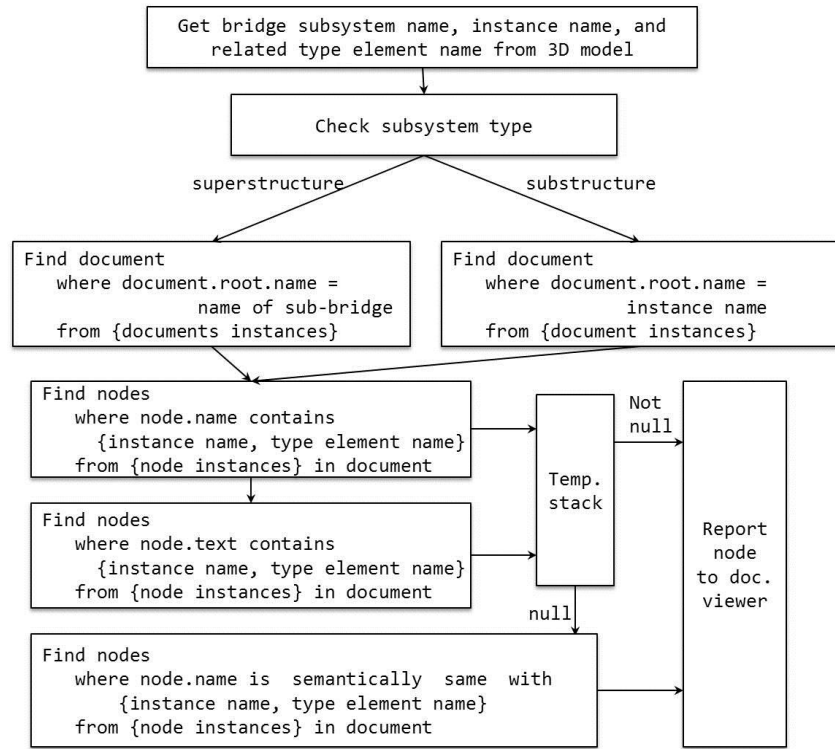 Get bridge subsystem name, instance name, and
related type element name from 3D model
Check subsystem type
superstructure
substructure
Find document
where document.root.name =
name of sub-bridge
from {documents instances}
Find document
where document.root.name =
instance name
from {document instances}
Find nodes
where node.name contains
{instance name, type element name}
from {node instances} in document
Find nodes
where node.text contains
{instance name, type element name}
from {node instances} in document
Temp.
stack
Not
null
null
Report
node
to doc.
viewer
Find nodes
where node.name is semantically same with
{instance name, type element name}
from {node instances} in document